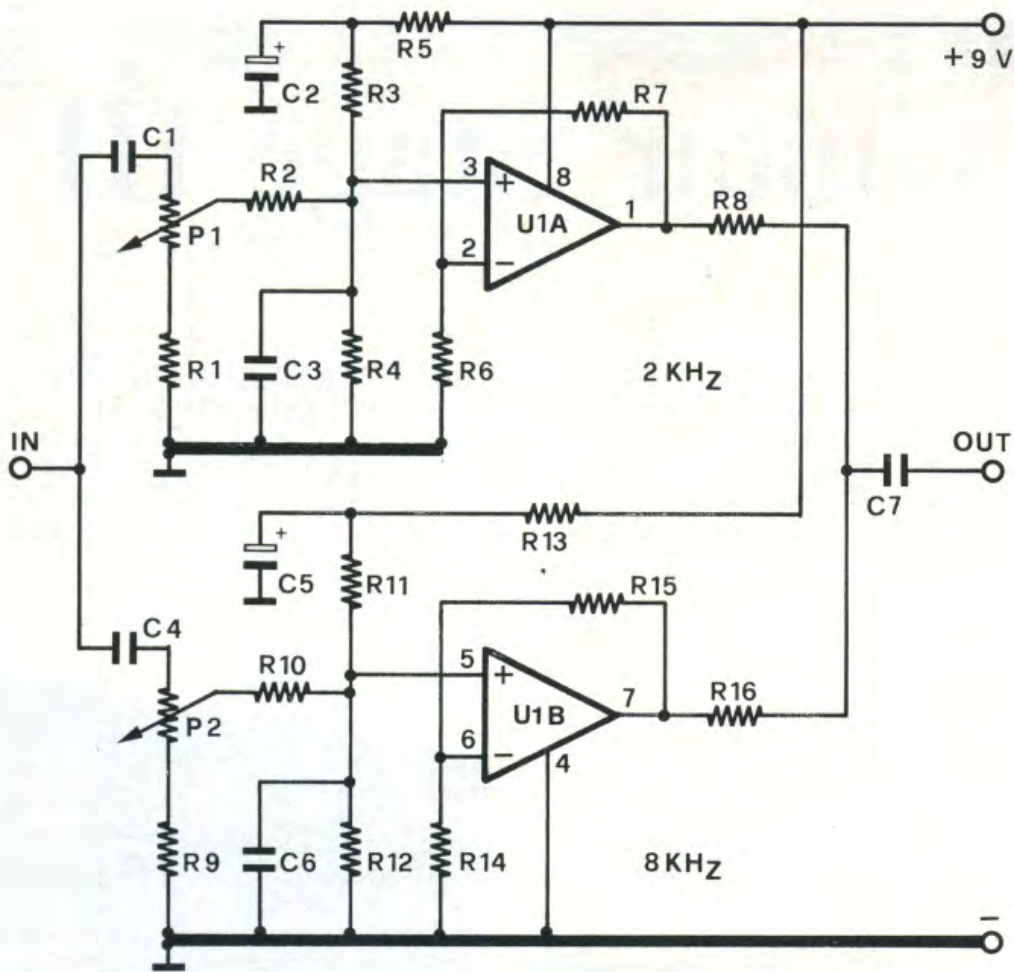 R5
+9 V
+
C2
R3
R7
C1
R2
3
+
8
P1
U1A
1
R8
2
−
R1
C3
R4
R6
2 KHz
IN
OUT
C7
+
R13
C5
R11
R15
C4
R10
5
+
P2
U1B
7
R16
6
−
4
R9
C6
R12
R14
8 KHz
−